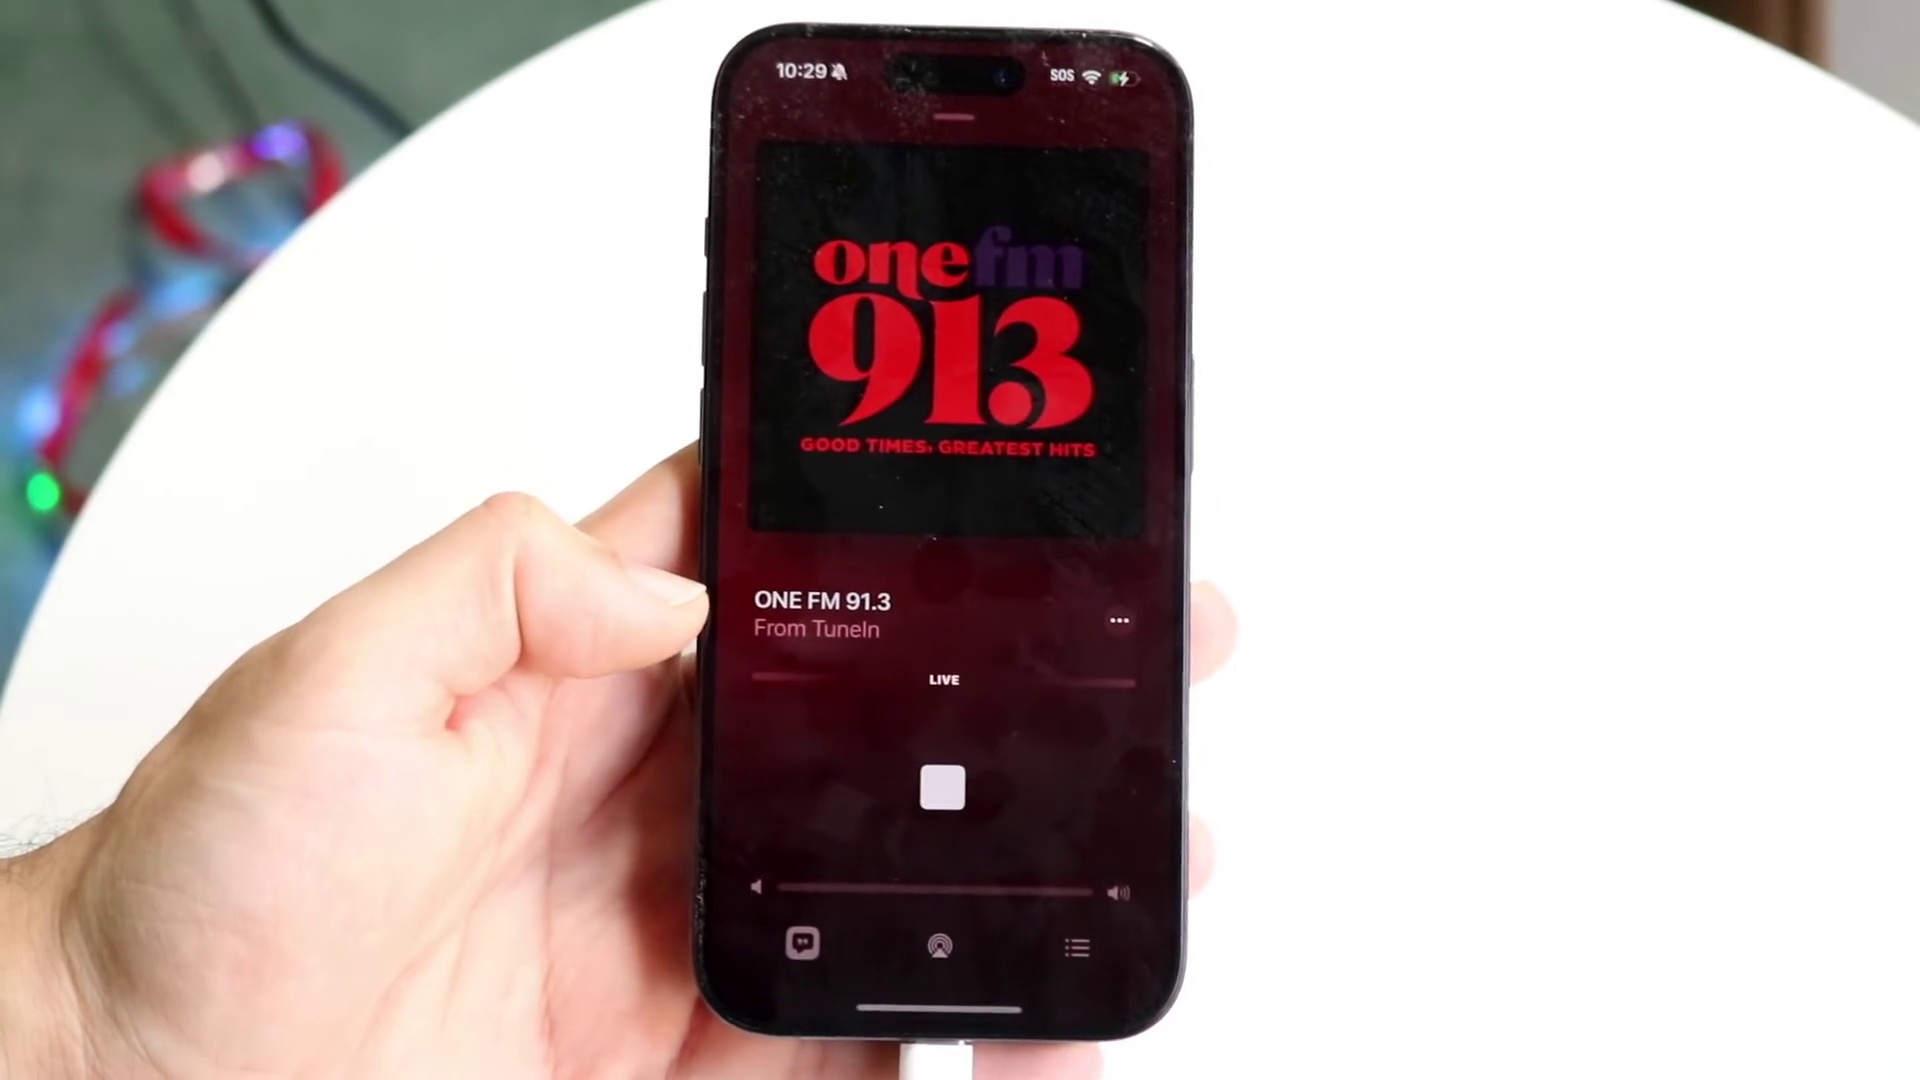 10:29
SOS
one fm
913
GOOD TIMES, GREATEST HITS
ONE FM 91.3
From TuneIn
LIVE